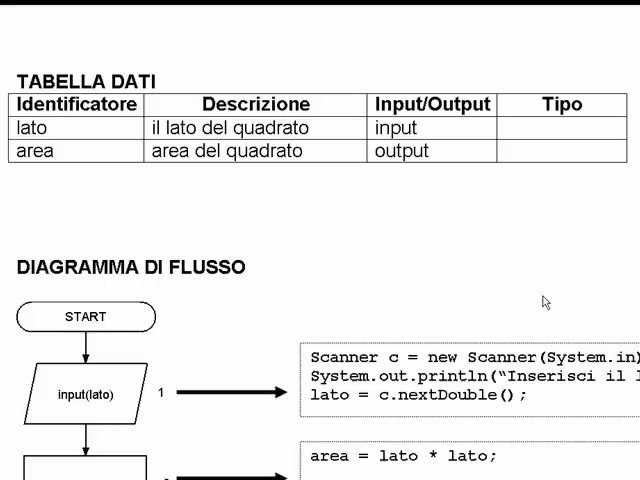 TABELLA DATI
Identificatore Descrizione Input/Output Tipo
lato il lato del quadrato input
area area del quadrato output
DIAGRAMMA DI FLUSSO
START
input(lato)
1
Scanner c = new Scanner(System.in)
System.out.println(“Inserisci il
lato = c.nextDouble();
area = lato * lato;